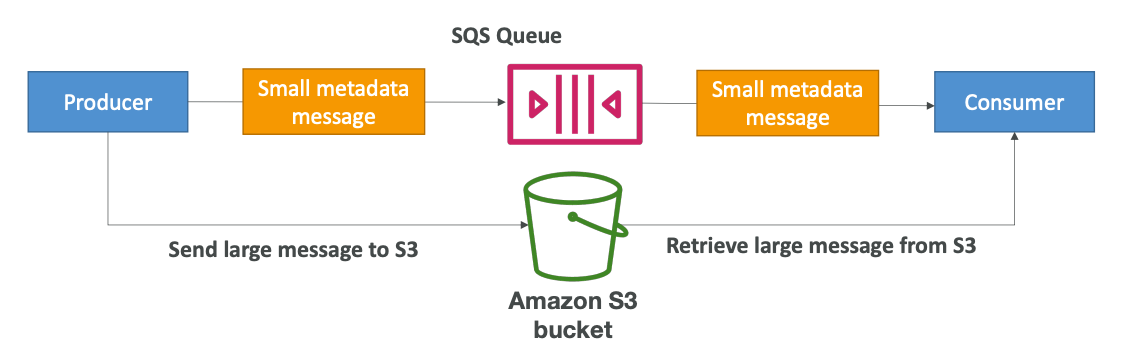 SQS Queue
Producer
Small metadata
message
Small metadata
message
Consumer
Send large message to S3
Retrieve large message from S3
Amazon S3
bucket